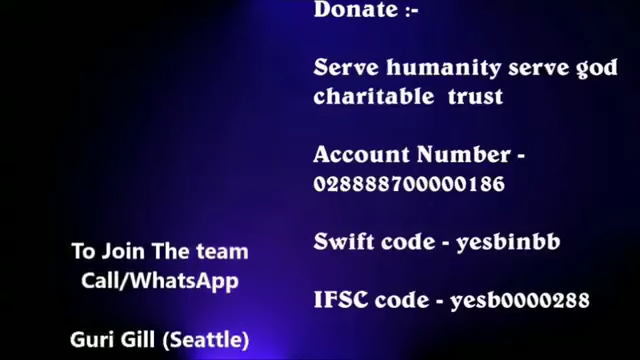 Donate :-
Serve humanity serve god
charitable trust
Account Number -
028888700000186
Swift code - yesbinbb
IFSC code - yesb0000288
To Join The team
Call/WhatsApp
Guri Gill (Seattle)